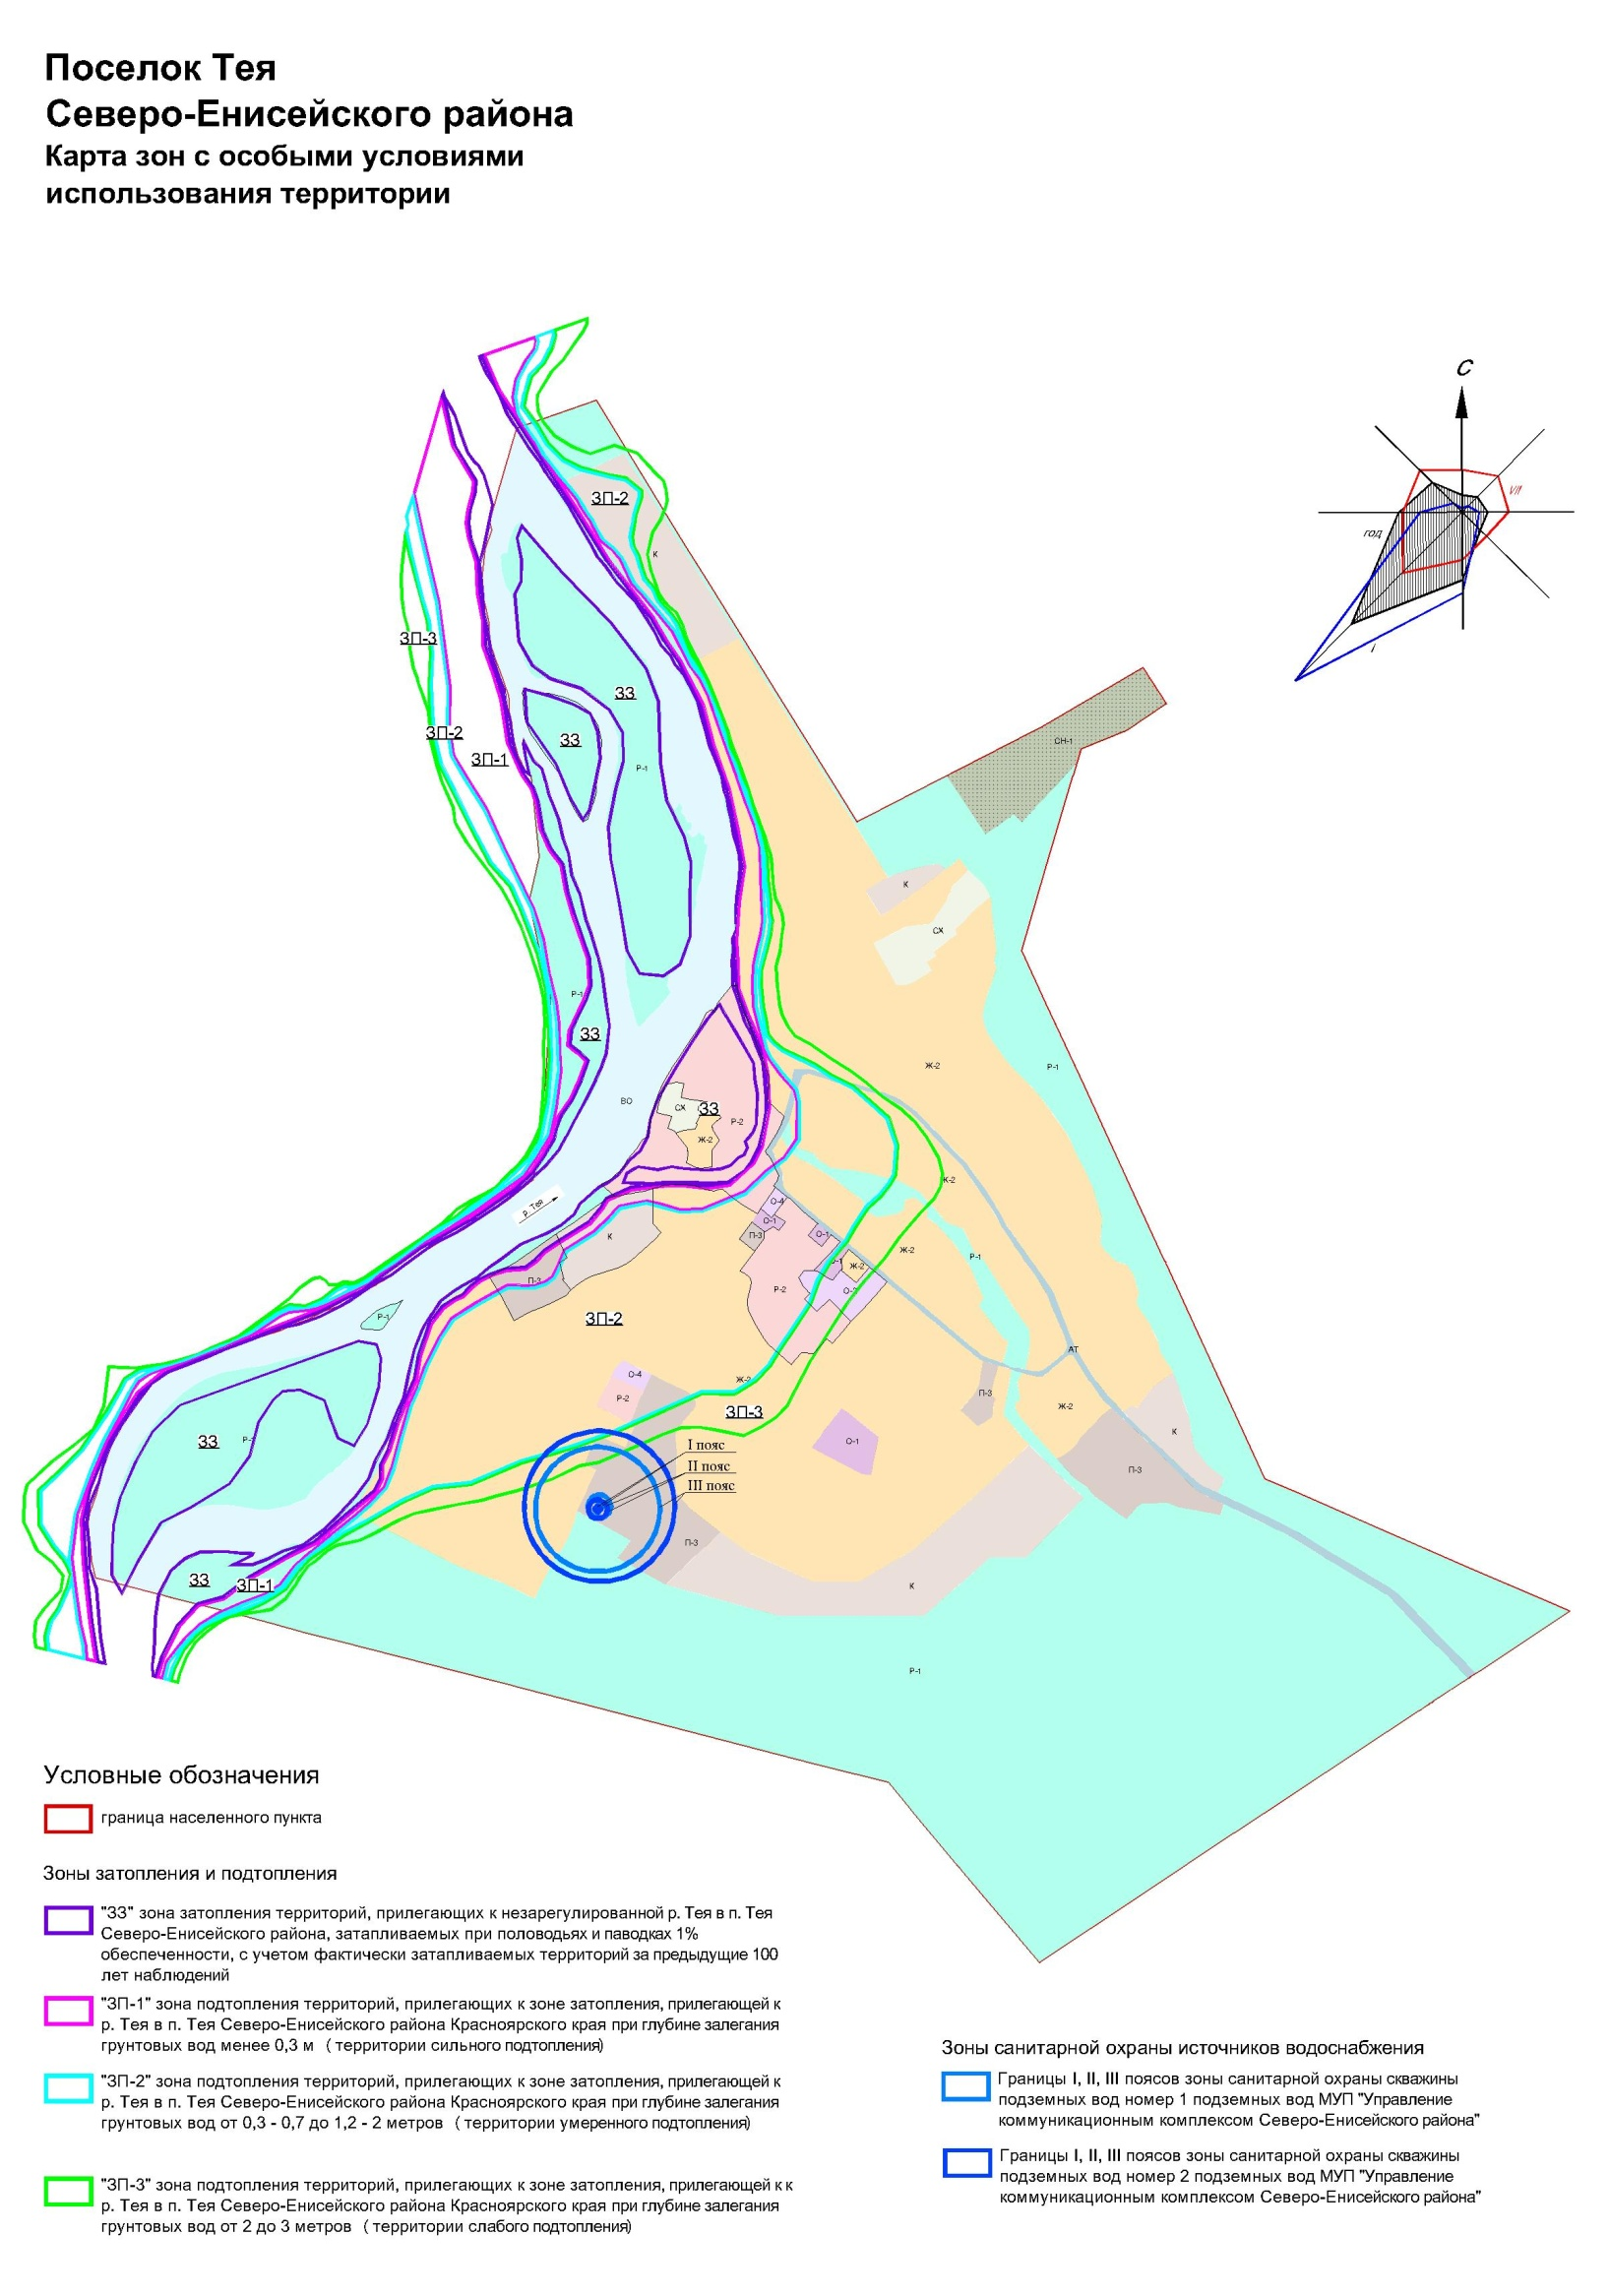 Поселок Тея
Северо-Енисейского района
Карта зон с особыми условиями
использования территории
С
VII
год
I
ЗП-2
К
ЗП-3
ЗЗ
ЗП-2
ЗЗ
СН-1
ЗП-1
Р-1
К
СХ
Р-1
ЗЗ
Ж-2
Р-1
ВО
СХ
ЗЗ
Р-2
Ж-2
Ж-2
р. Тея
О-4
О-1
П-3
О-1
К
Ж-2
Р-1
О-1
Ж-2
П-3
Р-2
Р-1
ЗП-2
АТ
О-4
Ж-2
Р-2
П-3
ЗП-3
Ж-2
К
ЗЗ
О-1
I пояс
II пояс
П-3
III пояс
П-3
ЗЗ
ЗП-1
К
Р-1
Условные обозначения
граница населенного пункта
Зоны затопления и подтопления
"ЗЗ" зона затопления территорий, прилегающих к незарегулированной р. Тея в п. Тея
Северо-Енисейского района, затапливаемых при половодьях и паводках 1%
обеспеченности, с учетом фактически затапливаемых территорий за предыдущие 100
лет наблюдений
"ЗП-1" зона подтопления территорий, прилегающих к зоне затопления, прилегающей к
р. Тея в п. Тея Северо-Енисейского района Красноярского края при глубине залегания
грунтовых вод менее 0,3 м ( территории сильного подтопления)
"ЗП-2" зона подтопления территорий, прилегающих к зоне затопления, прилегающей к
р. Тея в п. Тея Северо-Енисейского района Красноярского края при глубине залегания
грунтовых вод от 0,3 - 0,7 до 1,2 - 2 метров ( территории умеренного подтопления)
"ЗП-3" зона подтопления территорий, прилегающих к зоне затопления, прилегающей к к
р. Тея в п. Тея Северо-Енисейского района Красноярского края при глубине залегания
грунтовых вод от 2 до 3 метров ( территории слабого подтопления)
Зоны санитарной охраны источников водоснабжения
Границы I, II, III поясов зоны санитарной охраны скважины
подземных вод номер 1 подземных вод МУП "Управление
коммуникационным комплексом Северо-Енисейского района"
Границы I, II, III поясов зоны санитарной охраны скважины
подземных вод номер 2 подземных вод МУП "Управление
коммуникационным комплексом Северо-Енисейского района"